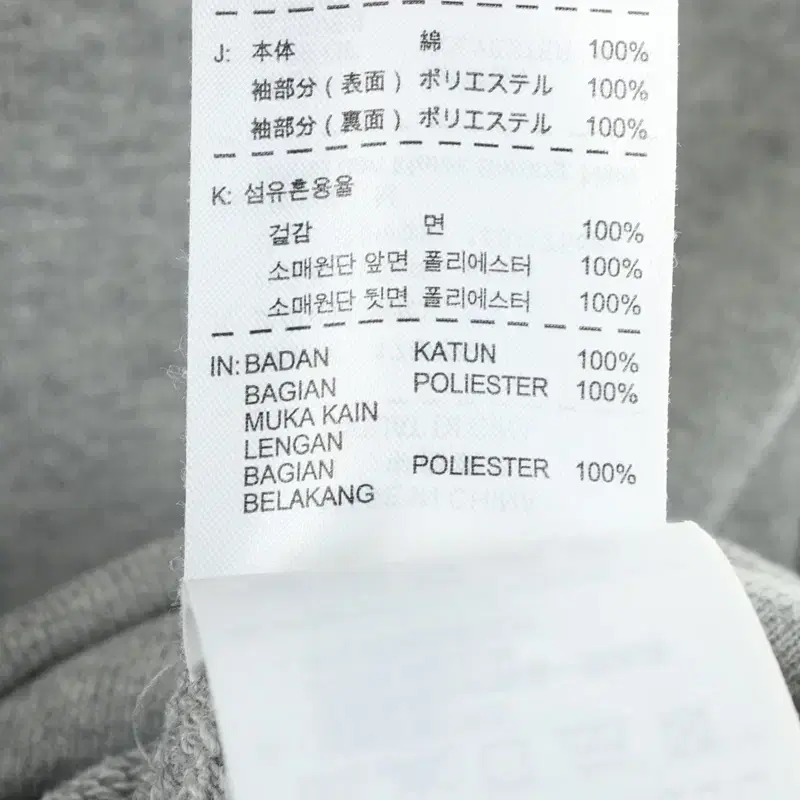 J: 本体 綿 100%
袖部分（表面） ポリエステル 100%
袖部分（裏面） ポリエステル 100%
K: 섬유혼용율
겉감 면 100%
소매원단 앞면 폴리에스터 100%
소매원단 뒷면 폴리에스터 100%
IN: BADAN KATUN 100%
BAGIAN POLIESTER 100%
MUKA KAIN
LENGAN
BAGIAN POLIESTER 100%
BELAKANG